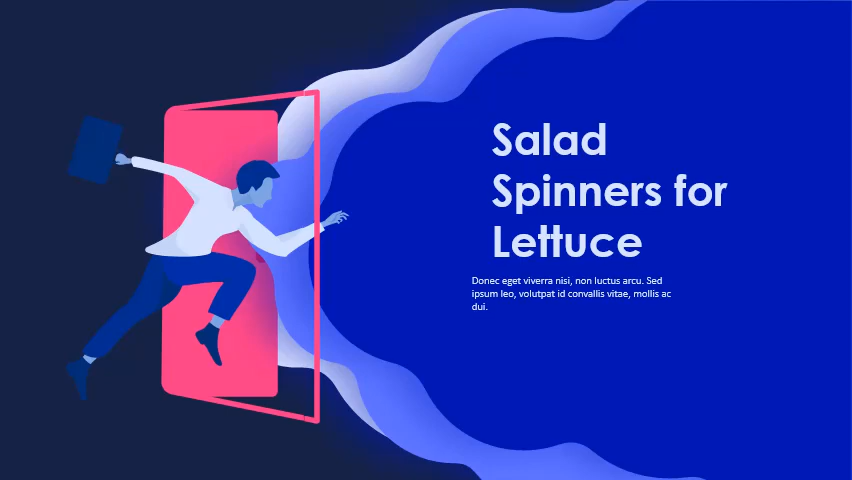 Salad
Spinners for
Lettuce
Donec eget viverra nisi, non luctus arcu. Sed
ipsum leo, volutpat id convallis vitae, mollis ac
dui.